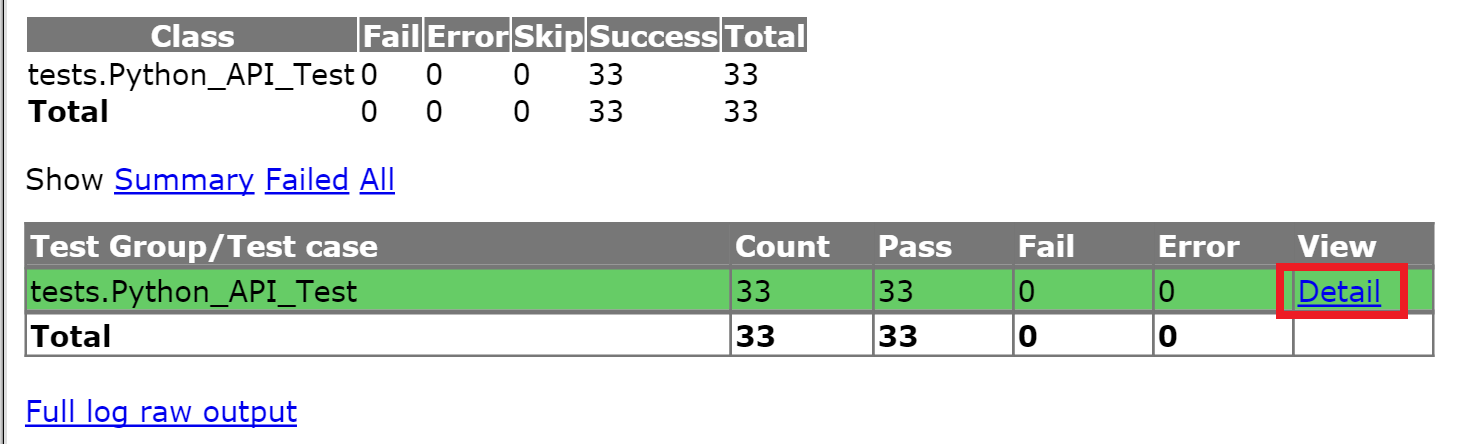 Class Fail Error Skip Success Total
tests.Python_API_Test 0 0 0 33 33
Total 0 0 0 33 33
Show Summary Failed All
Test Group/Test case Count Pass Fail Error View
tests.Python_API_Test 33 33 0 0 Detail
Total 33 33 0 0
Full log raw output